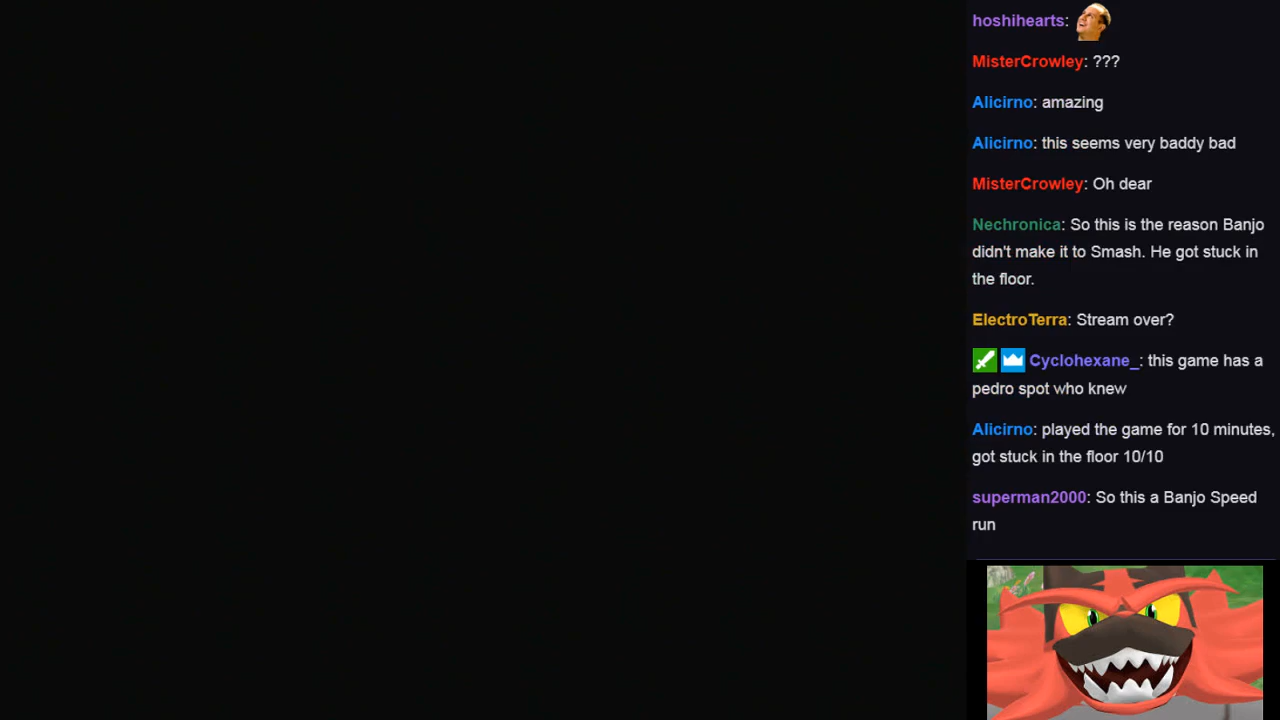 hoshihearts:
MisterCrowley: ???
Alicirno: amazing
Alicirno: this seems very baddy bad
MisterCrowley: Oh dear
Nechronica: So this is the reason Banjo
didn't make it to Smash. He got stuck in
the floor.
ElectroTerra: Stream over?
Cyclohexane_: this game has a
pedro spot who knew
Alicirno: played the game for 10 minutes,
got stuck in the floor 10/10
superman2000: So this a Banjo Speed
run